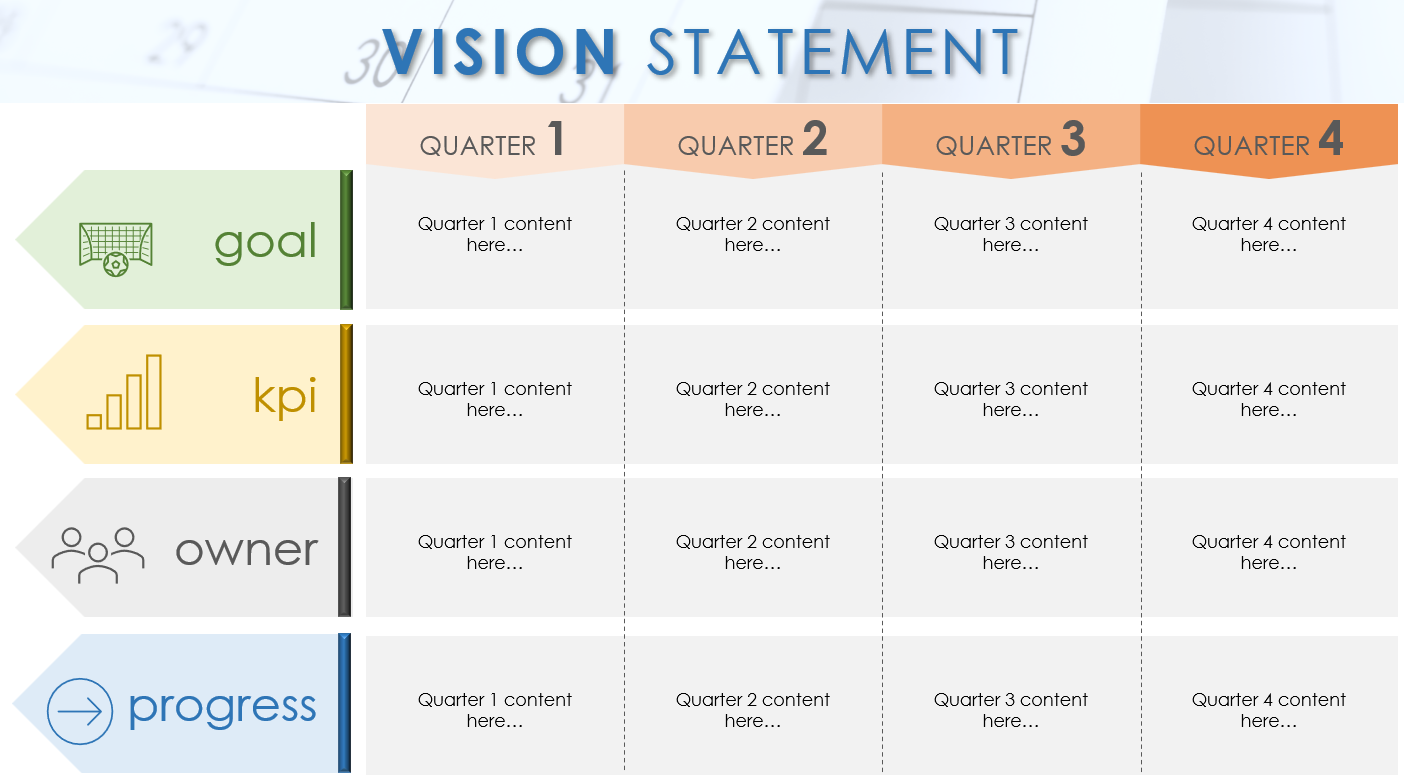 29
30
31
VISION STATEMENT
QUARTER 1
QUARTER 2
QUARTER 3
QUARTER 4
goal
Quarter 1 content
here...
Quarter 2 content
here...
Quarter 3 content
here...
Quarter 4 content
here...
kpi
Quarter 1 content
here...
Quarter 2 content
here...
Quarter 3 content
here...
Quarter 4 content
here...
owner
Quarter 1 content
here...
Quarter 2 content
here...
Quarter 3 content
here...
Quarter 4 content
here...
progress
Quarter 1 content
here...
Quarter 2 content
here...
Quarter 3 content
here...
Quarter 4 content
here...